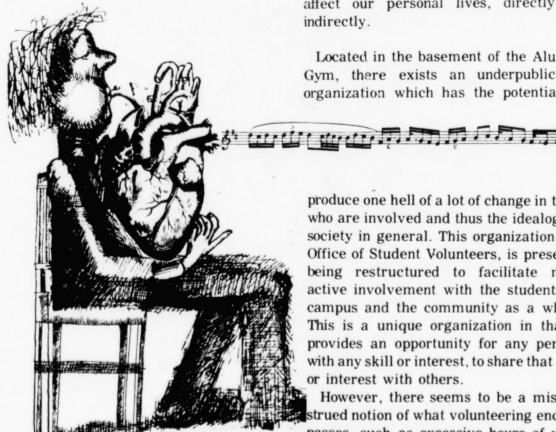 affect our personal lives, directly
indirectly.
Located in the basement of the Alu
Gym, there exists an underpublic
organization which has the potentia
produce one hell of a lot of change in t
who are involved and thus the idealog
society in general. This organization
Office of Student Volunteers, is prese
being restructured to facilitate
active involvement with the student
campus and the community as a wh
This is a unique organization in tha
provides an opportunity for any per
with any skill or interest, to share that
or interest with others.
However, there seems to be a mis
strued notion of what volunteering enc
passes, such as excessive hours of